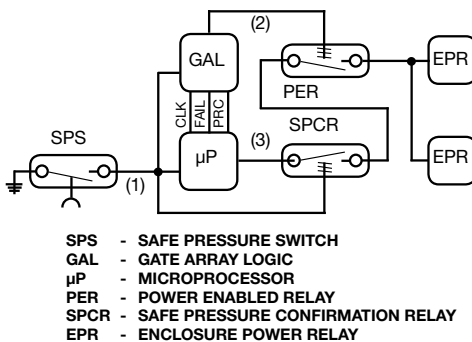 (2)
GAL
EPR
CLK
FAIL
PRC
PER
SPS
SPCR
µP
(3)
EPR
(1)
SPS - SAFE PRESSURE SWITCH
GAL - GATE ARRAY LOGIC
µP - MICROPROCESSOR
PER - POWER ENABLED RELAY
SPCR - SAFE PRESSURE CONFIRMATION RELAY
EPR - ENCLOSURE POWER RELAY